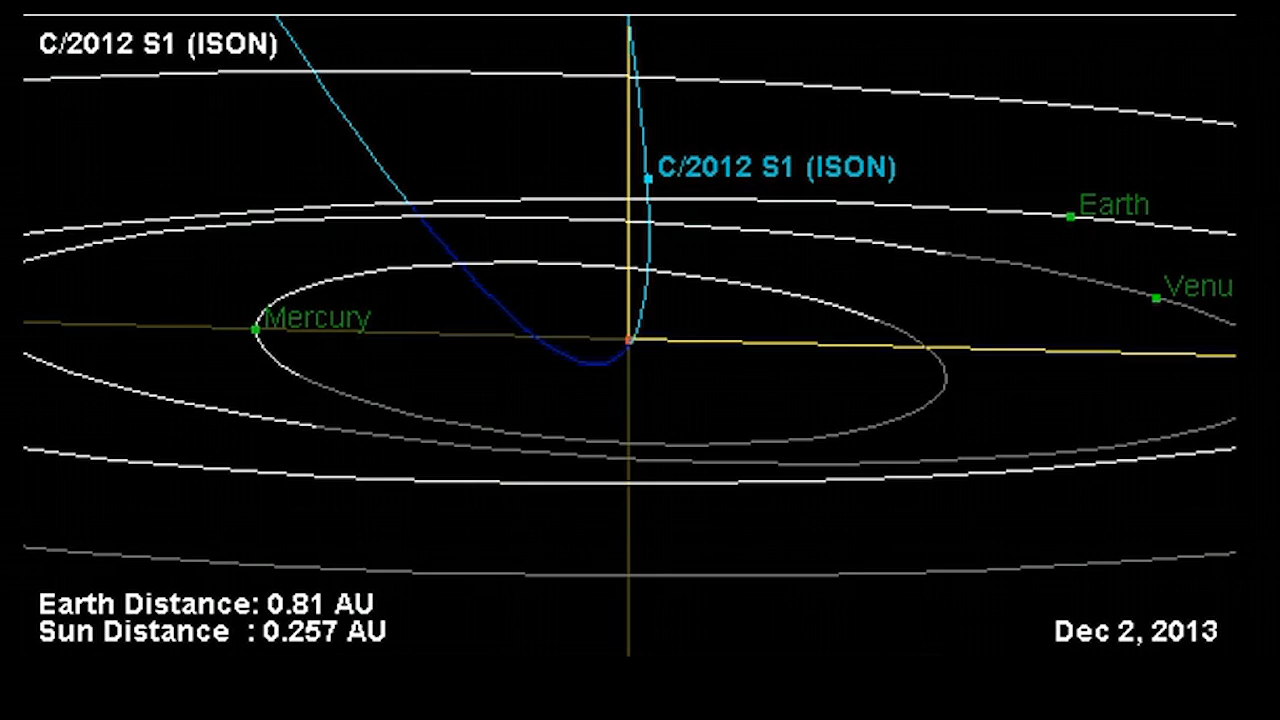 C/2012 S1 (ISON)
C/2012 S1 (ISON)
Earth
Venu
Mercury
Earth Distance: 0.81 AU
Sun Distance : 0.257 AU
Dec 2, 2013